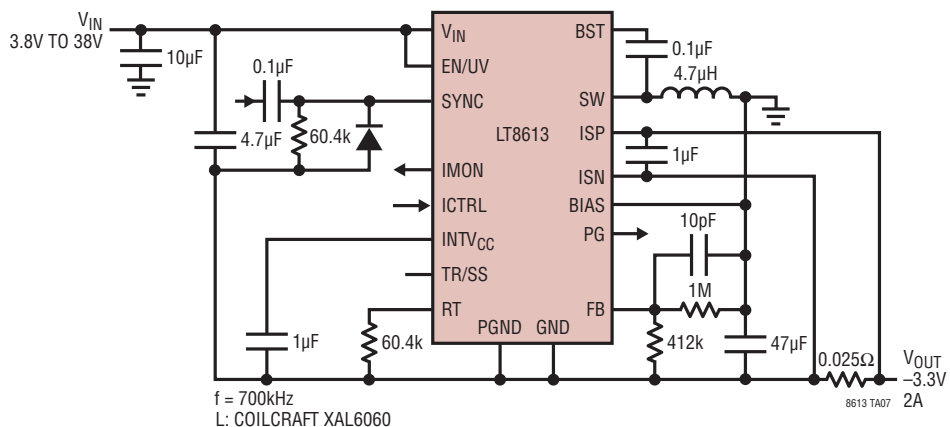 VIN
3.8V TO 38V
10µF
4.7µF
0.1µF
60.4k
VIN
EN/UV
SYNC
IMON
ICTRL
INTVCC
TR/SS
RT
LT8613
PGND
GND
BST
SW
ISP
ISN
BIAS
PG
FB
0.1µF
4.7µH
1µF
10pF
1M
412k
47µF
0.025Ω
1µF
60.4k
VOUT
–3.3V
2A
8613 TA07
f = 700kHz
L: COILCRAFT XAL6060